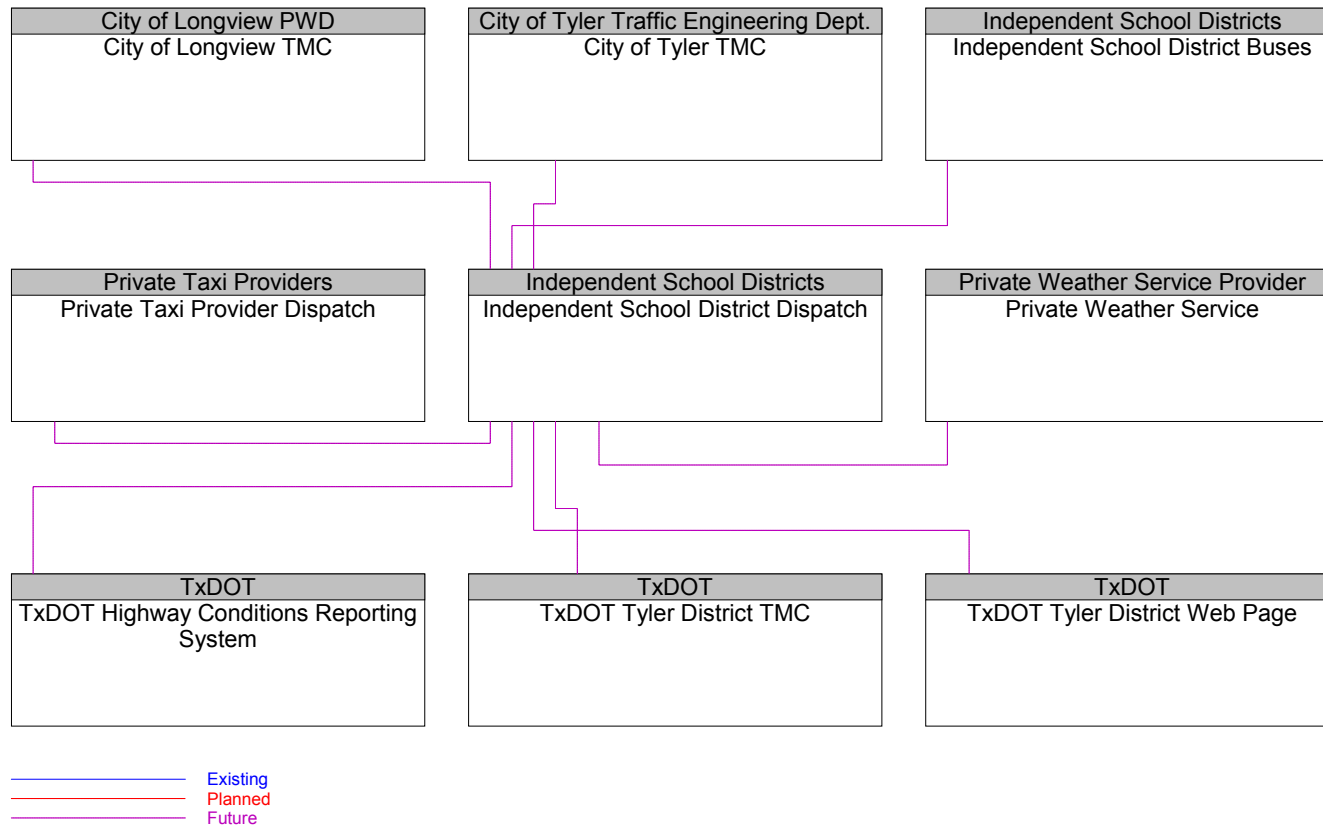 City of Longview PWD
City of Longview TMC
City of Tyler Traffic Engineering Dept.
City of Tyler TMC
Independent School Districts
Independent School District Buses
Private Taxi Providers
Private Taxi Provider Dispatch
Independent School Districts
Independent School District Dispatch
Private Weather Service Provider
Private Weather Service
TxDOT
TxDOT Highway Conditions Reporting
System
TxDOT
TxDOT Tyler District TMC
TxDOT
TxDOT Tyler District Web Page
Existing
Planned
Future